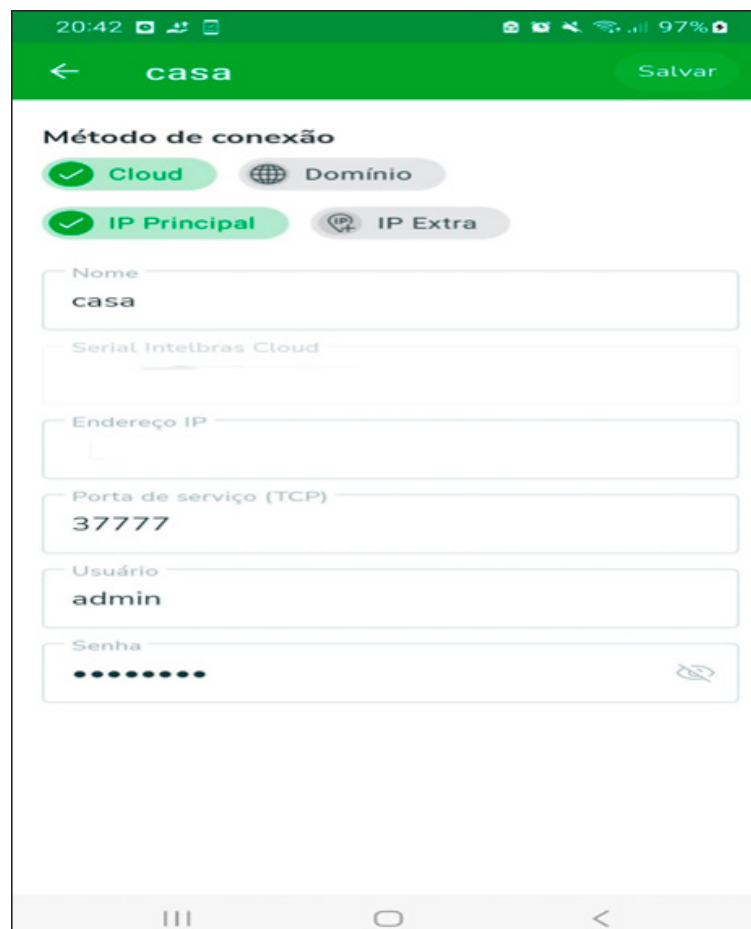 20:42 97%
casa Salvar
Método de conexão
Cloud Domínio
IP Principal IP Extra
Nome
casa
Serial Intelbras Cloud
Endereço IP
Porta de serviço (TCP)
37777
Usuário
admin
Senha
••••••••